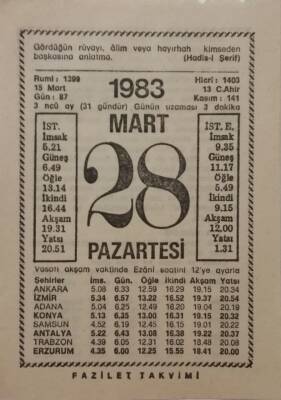 Gördüğün rüyayı, âlim veya hayırhah kimseden
başkasına anlatma. (Hadis-i Şerif)
Rumi: 1399 1983 Hicrî: 1403
15 Mart 13 C.Ahir
Gün: 87 Kasım: 141
3 ncü ay (31 gündür) Günün uzaması 3 dakika
MART
İST.
İmsak
5.21
Güneş
6.49
Öğle
13.14
İkindi
16.44
Akşam
19.31
Yatsı
20.51
28
İST. E.
İmsak
9.35
Güneş
11.17
Öğle
5.49
İkindi
9.15
Akşam
12.00
Yatsı
1.31
PAZARTESİ
Vasati akşam vaktinde Ezânî saatini 12'ye ayarla
Şehirler İms. Gün. Öğle İkindi Akşam Yatsı
ANKARA 5.08 6.33 12.59 16.29 19.15 20.34
İZMİR 5.34 6.57 13.22 16.52 19.37 20.54
ADANA 5.04 6.25 12.49 16.20 19.04 20.19
KONYA 5.13 6.35 13.00 16.31 19.15 20.32
SAMSUN 4.52 6.19 12.45 16.15 19.01 20.22
ANTALYA 5.22 6.43 13.08 16.38 19.22 20.37
TRABZON 4.39 6.05 12.31 16.02 18.48 20.08
ERZURUM 4.35 6.00 12.25 15.55 18.41 20.00
FAZİLET TAKVİMİ